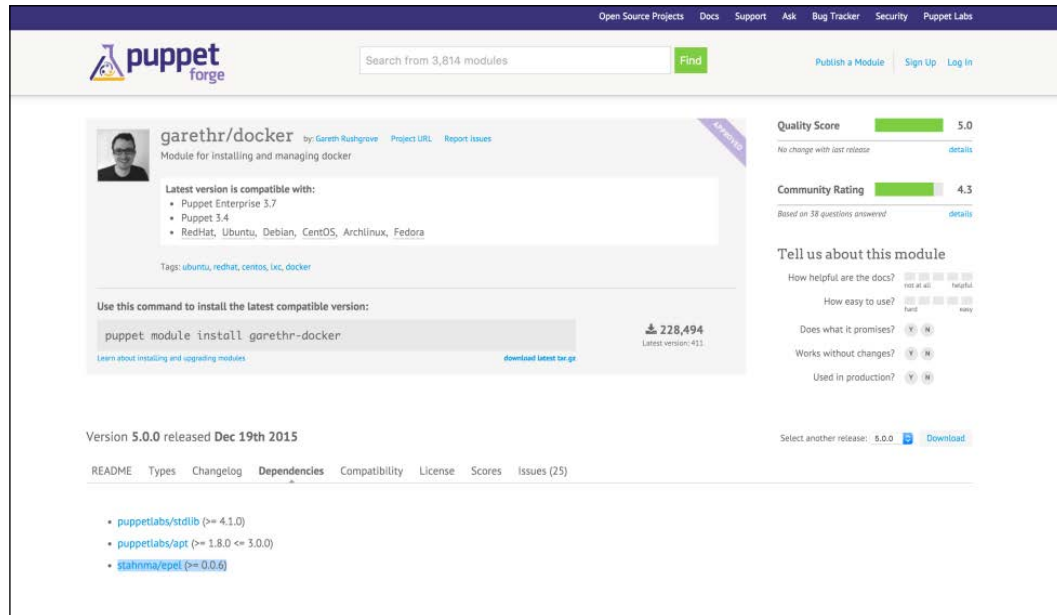 Open Source Projects Docs Support Ask Bug Tracker Security Puppet Labs
puppet
forge
Search from 3,814 modules
Find
Publish a Module Sign Up Log In
garethr/docker by: Gareth Rushgrove Project URL Report issues
Module for installing and managing docker
APPROVED
Latest version is compatible with:
• Puppet Enterprise 3.7
• Puppet 3.4
• RedHat, Ubuntu, Debian, CentOS, Archlinux, Fedora
Tags: ubuntu, redhat, centos, lxc, docker
Use this command to install the latest compatible version:
puppet module install garethr-docker
Learn about installing and upgrading modules
download latest tar.gz
228,494
Latest version: 411
Quality Score 5.0
No change with last release details
Community Rating 4.3
Based on 38 questions answered details
Tell us about this module
How helpful are the docs?
not at all helpful
How easy to use?
hard easy
Does what it promises? Y N
Works without changes? Y N
Used in production? Y N
Version 5.0.0 released Dec 19th 2015
Select another release: 5.0.0 Download
README Types Changelog Dependencies Compatibility License Scores Issues (25)
• puppetlabs/stdlib (>= 4.1.0)
• puppetlabs/apt (>= 1.8.0 <= 3.0.0)
• stahnma/epel (>= 0.0.6)